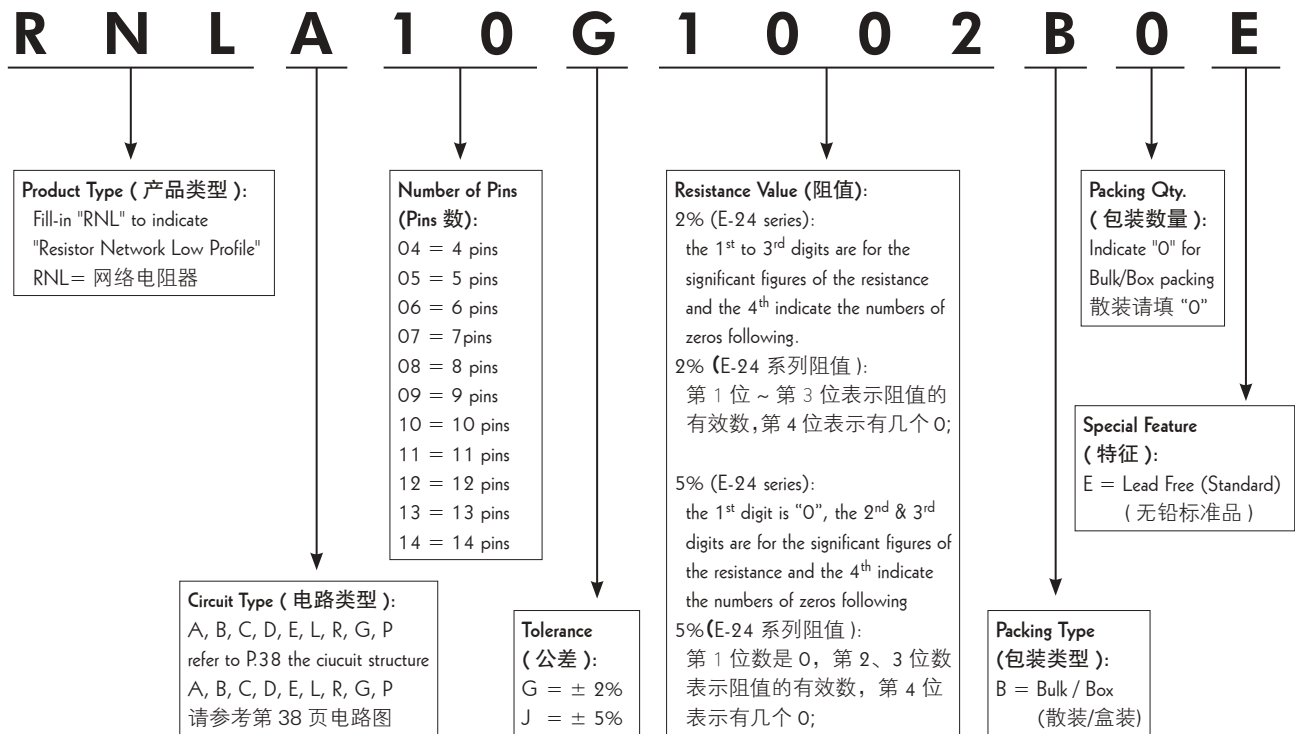 R N L A 1 0 G 1 0 0 2 B 0 E
Product Type ( 产品类型 ):
Fill-in "RNL" to indicate
"Resistor Network Low Profile"
RNL= 网络电阻器
Circuit Type ( 电路类型 ):
A, B, C, D, E, L, R, G, P
refer to P.38 the ciucuit structure
A, B, C, D, E, L, R, G, P
请参考第 38 页电路图
Number of Pins
(Pins 数):
04 = 4 pins
05 = 5 pins
06 = 6 pins
07 = 7pins
08 = 8 pins
09 = 9 pins
10 = 10 pins
11 = 11 pins
12 = 12 pins
13 = 13 pins
14 = 14 pins
Tolerance
( 公差 ):
G = ± 2%
J = ± 5%
Resistance Value (阻值):
2% (E-24 series):
the 1st to 3rd digits are for the
significant figures of the resistance
and the 4th indicate the numbers of
zeros following.
2% (E-24 系列阻值 ):
第 1 位 ~ 第 3 位表示阻值的
有效数，第 4 位表示有几个 0;
5% (E-24 series):
the 1st digit is “0”, the 2nd & 3rd
digits are for the significant figures of
the resistance and the 4th indicate
the numbers of zeros following
5%(E-24 系列阻值 ):
第 1 位数是 0，第 2、3 位数
表示阻值的有效数，第 4 位
表示有几个 0;
Packing Type
(包装类型 ):
B = Bulk / Box
(散装/盒装)
Packing Qty.
( 包装数量 ):
Indicate "0" for
Bulk/Box packing
散装请填 “0”
Special Feature
( 特征 ):
E = Lead Free (Standard)
( 无铅标准品 )